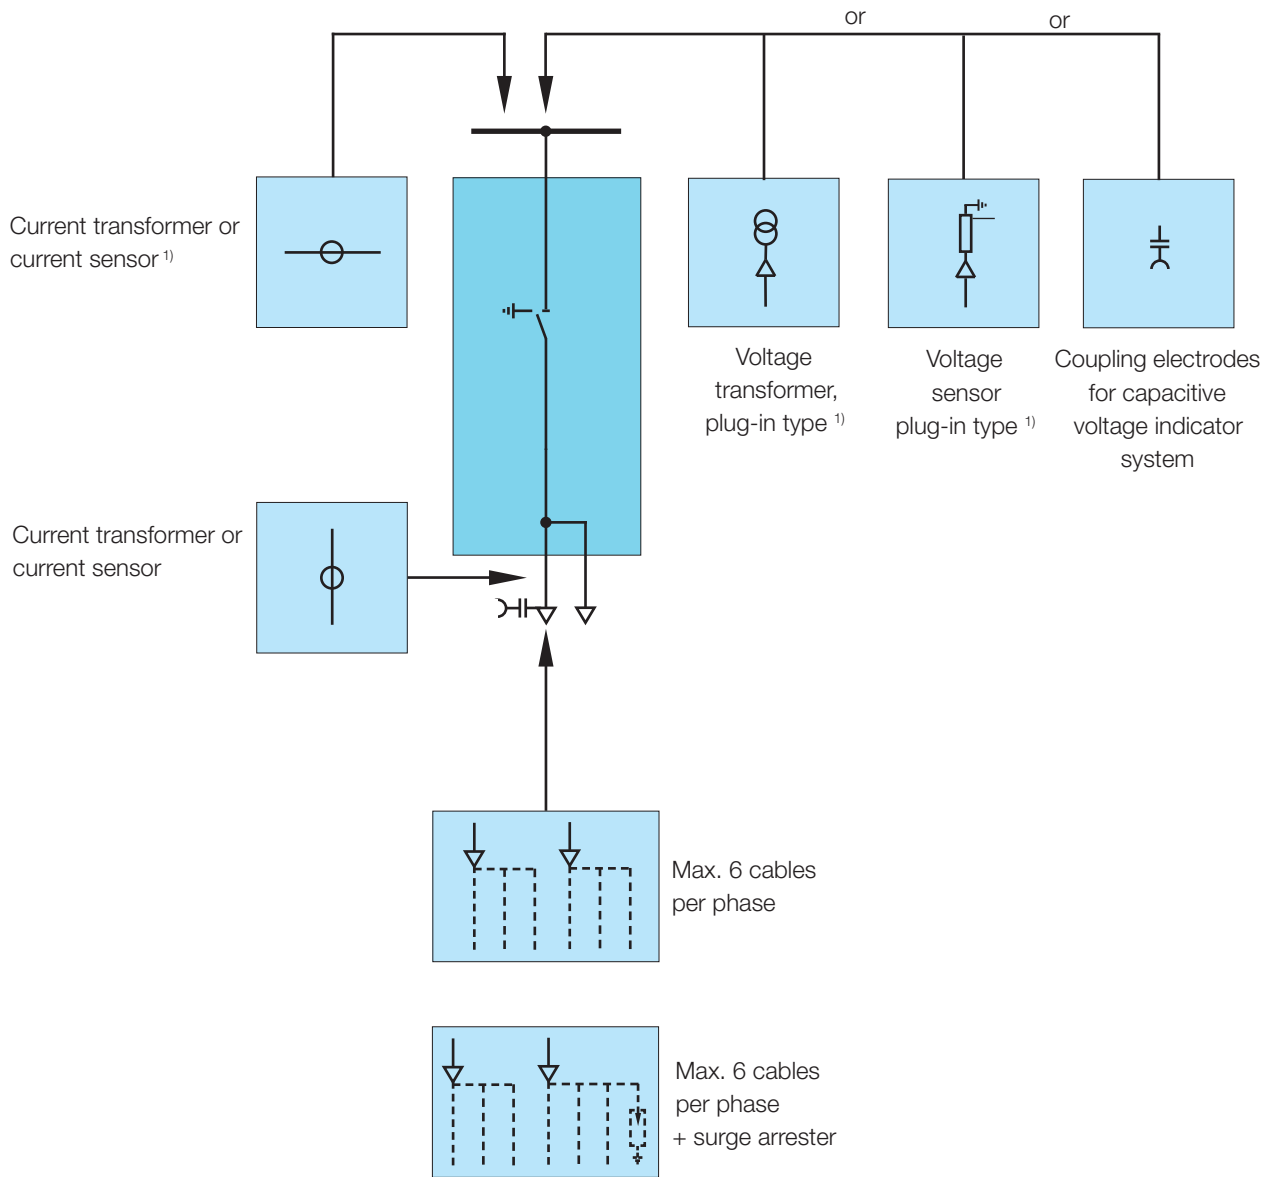 or
or
Current transformer or
current sensor 1)
Voltage
transformer,
plug-in type 1)
Voltage
sensor
plug-in type 1)
Coupling electrodes
for capacitive
voltage indicator
system
Current transformer or
current sensor
Max. 6 cables
per phase
Max. 6 cables
per phase
+ surge arrester